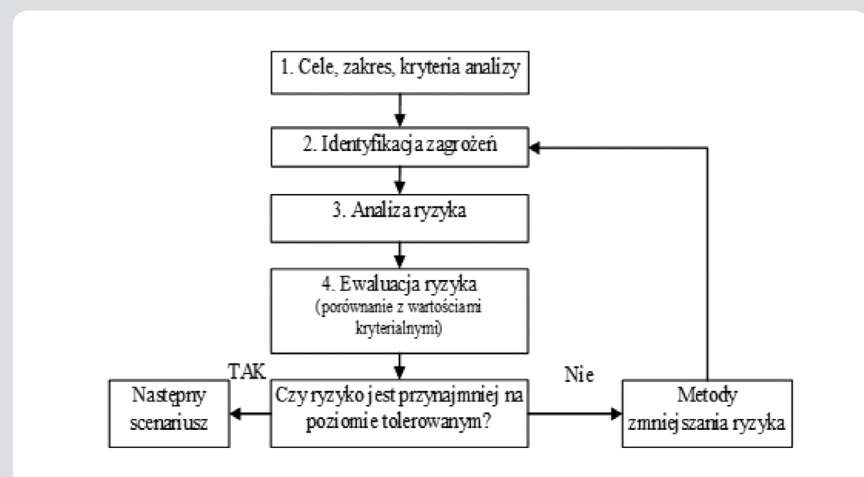 1. Cele, zakres, kryteria analizy
2. Identyfikacja zagrożeń
3. Analiza ryzyka
4. Ewaluacja ryzyka
(porównanie z wartościami
kryterialnymi)
TAK
Nie
Następny
scenariusz
Czy ryzyko jest przynajmniej na
poziomie tolerowanym?
Metody
zmniejszania ryzyka